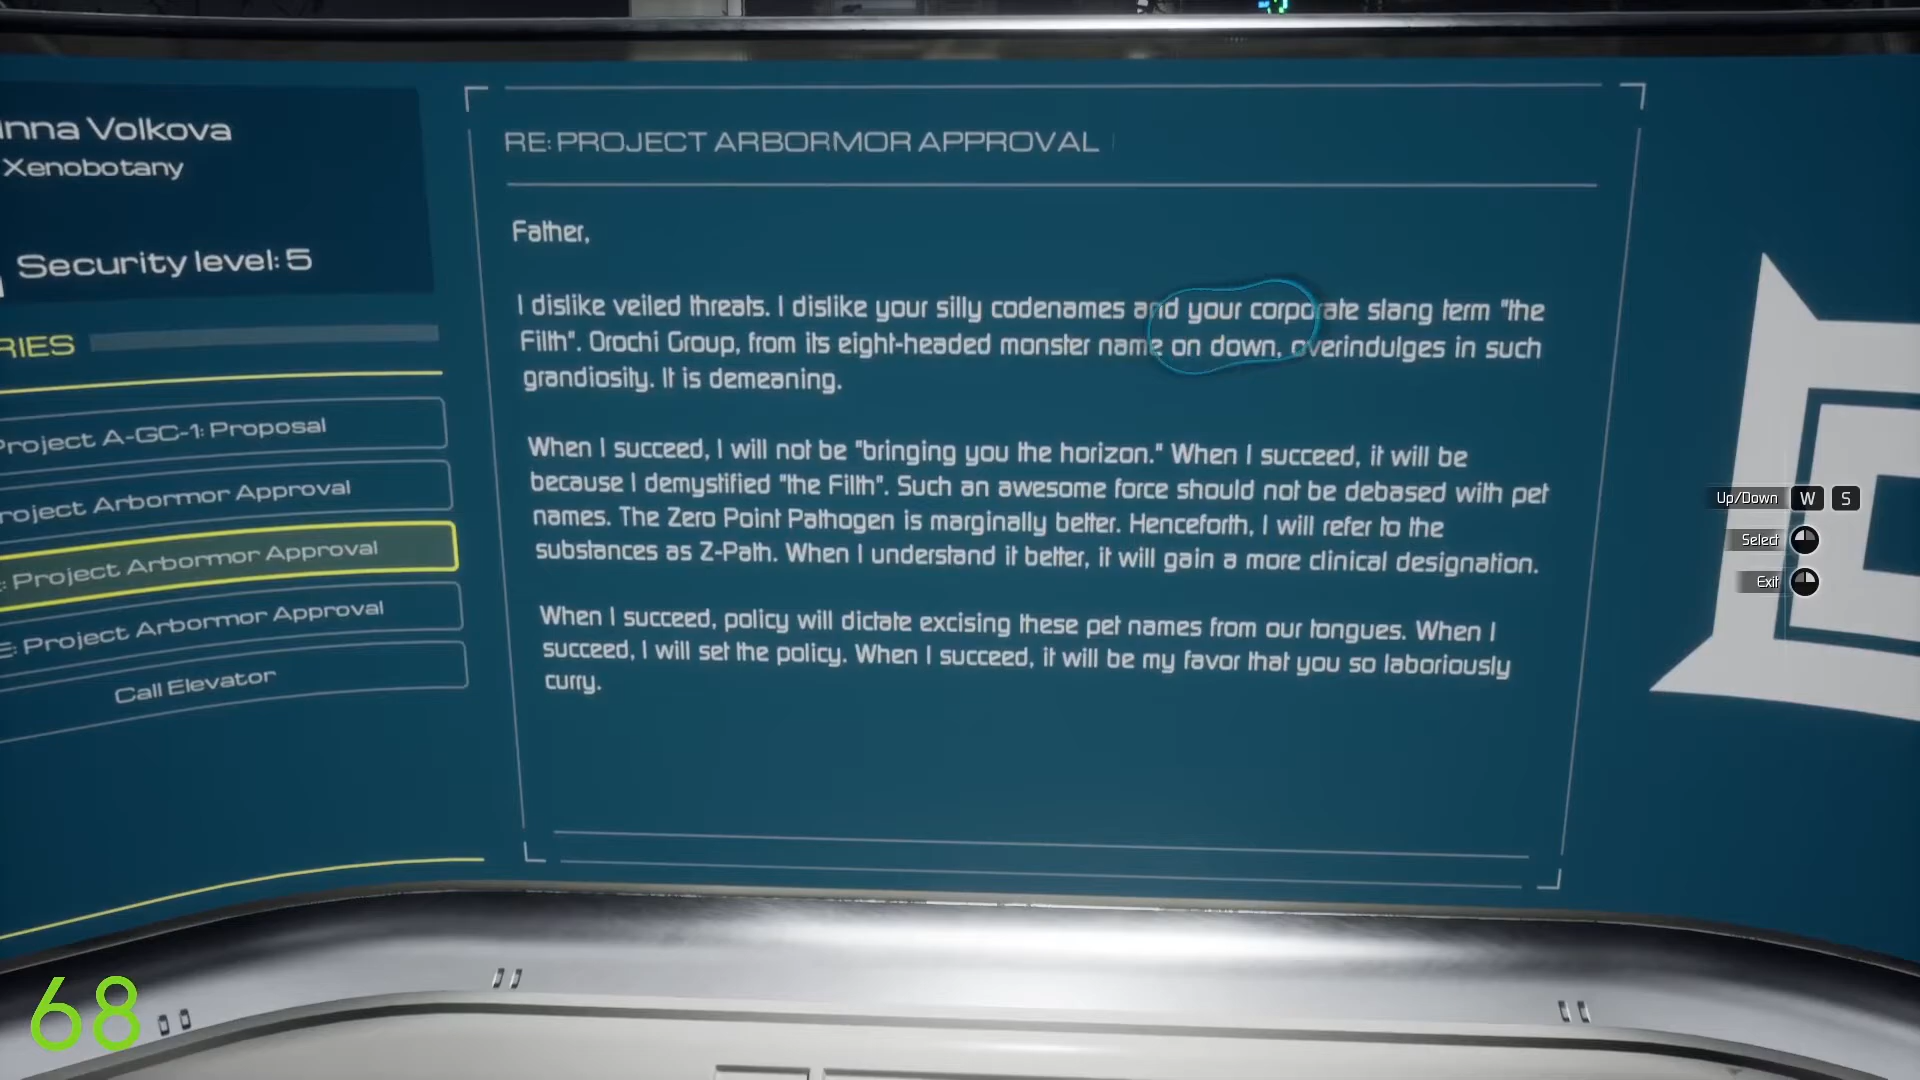 inna Volkova
Xenobotany
Security level: 5
RIES
Project A-GC-1: Proposal
roject Arbormor Approval
: Project Arbormor Approval
E: Project Arbormor Approval
Call Elevator
RE: PROJECT ARBORMOR APPROVAL
Father,
I dislike veiled threats. I dislike your silly codenames and your corporate slang term "the
Filth". Orochi Group, from its eight-headed monster name on down, overindulges in such
grandiosity. It is demeaning.
When I succeed, I will not be "bringing you the horizon." When I succeed, it will be
because I demystified "the Filth". Such an awesome force should not be debased with pet
names. The Zero Point Pathogen is marginally better. Henceforth, I will refer to the
substances as Z-Path. When I understand it better, it will gain a more clinical designation.
When I succeed, policy will dictate excising these pet names from our tongues. When I
succeed, I will set the policy. When I succeed, it will be my favor that you so laboriously
curry.
Up/Down W S
Select
Exit
68